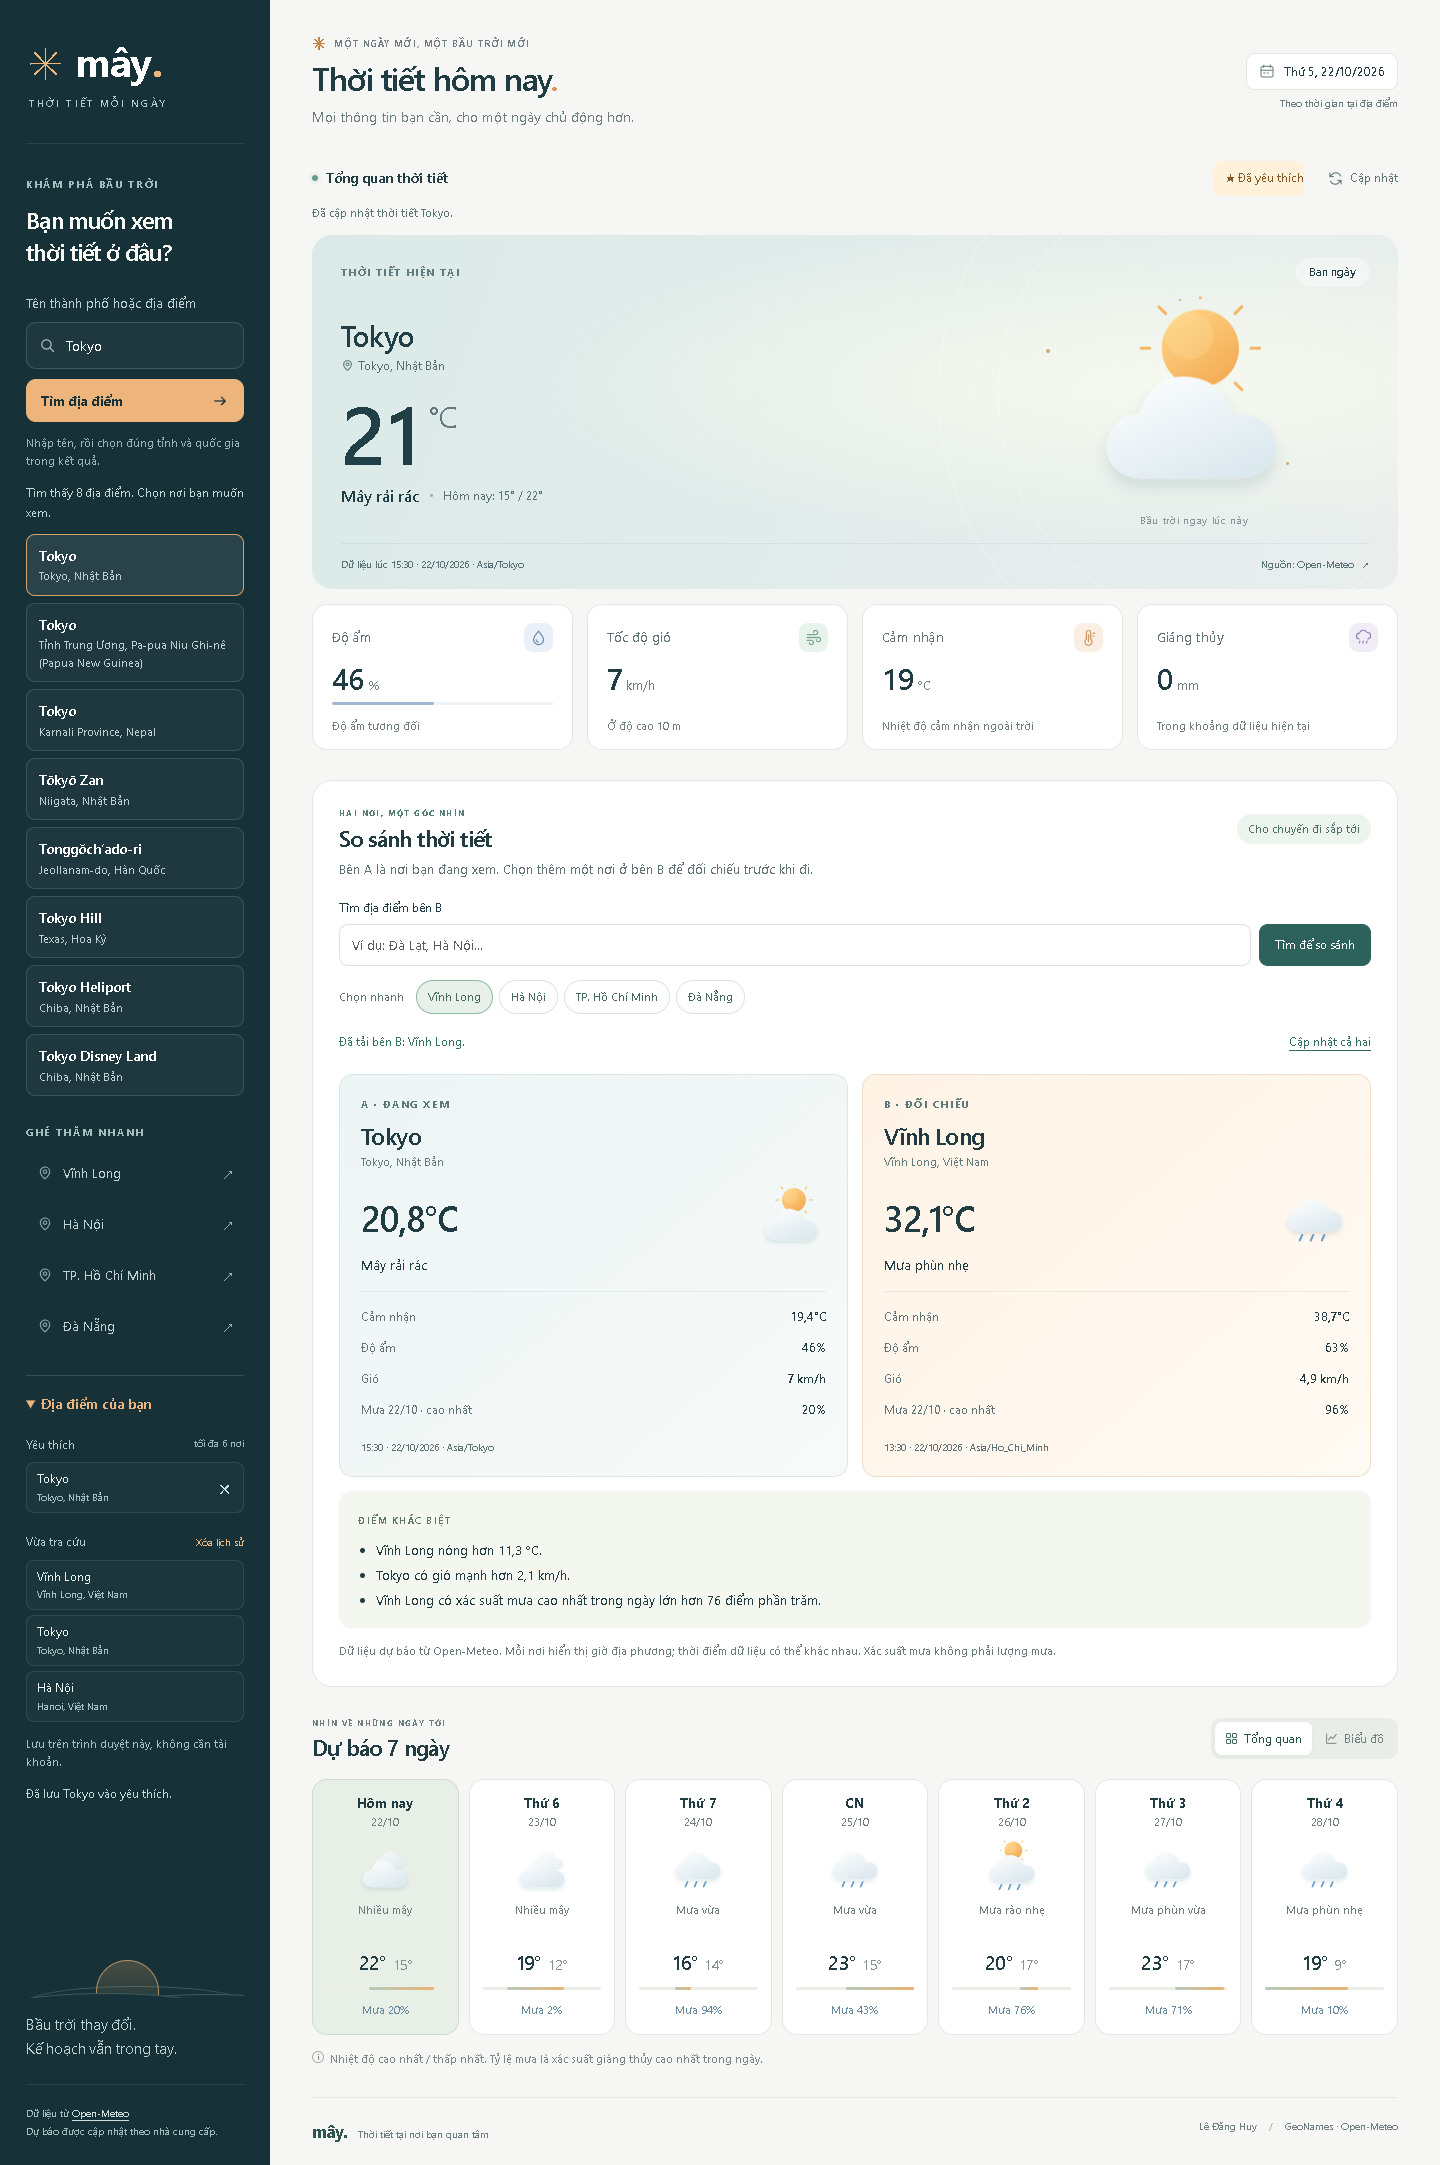 mây.
THỜI TIẾT MỖI NGÀY
KHÁM PHÁ BẦU TRỜI
Bạn muốn xem
thời tiết ở đâu?
Tên thành phố hoặc địa điểm
Tokyo
Tìm địa điểm →
Nhập tên, rồi chọn đúng tỉnh và quốc gia
trong kết quả.
Tìm thấy 8 địa điểm. Chọn nơi bạn muốn
xem.
Tokyo
Tokyo, Nhật Bản
Tokyo
Tỉnh Trung Ương, Pa-pua Niu Ghi-nê
(Papua New Guinea)
Tokyo
Karnali Province, Nepal
Tōkyō Zan
Niigata, Nhật Bản
Tonggŏch'ado-ri
Jeollanam-do, Hàn Quốc
Tokyo Hill
Texas, Hoa Kỳ
Tokyo Heliport
Chiba, Nhật Bản
Tokyo Disney Land
Chiba, Nhật Bản
GHÉ THĂM NHANH
Vĩnh Long ↗
Hà Nội ↗
TP. Hồ Chí Minh ↗
Đà Nẵng ↗
▼ Địa điểm của bạn
Yêu thích tối đa 6 nơi
Tokyo
Tokyo, Nhật Bản
Vừa tra cứu Xóa lịch sử
Vĩnh Long
Vĩnh Long, Việt Nam
Tokyo
Tokyo, Nhật Bản
Hà Nội
Hanoi, Việt Nam
Lưu trên trình duyệt này, không cần tài
khoản.
Đã lưu Tokyo vào yêu thích.
Bầu trời thay đổi.
Kế hoạch vẫn trong tay.
Dữ liệu từ Open-Meteo
Dự báo được cập nhật theo nhà cung cấp.
MỘT NGÀY MỚI, MỘT BẦU TRỜI MỚI
Thời tiết hôm nay.
Mọi thông tin bạn cần, cho một ngày chủ động hơn.
Thứ 5, 22/10/2026
Theo thời gian tại địa điểm
Tổng quan thời tiết
★ Đã yêu thích Cập nhật
Đã cập nhật thời tiết Tokyo.
THỜI TIẾT HIỆN TẠI
Ban ngày
Tokyo
Tokyo, Nhật Bản
21 °C
Mây rải rác • Hôm nay: 15° / 22°
Bầu trời ngay lúc này
Dữ liệu lúc 15:30 · 22/10/2026 · Asia/Tokyo
Nguồn: Open-Meteo ↗
Độ ẩm
46 %
Độ ẩm tương đối
Tốc độ gió
7 km/h
Ở độ cao 10 m
Cảm nhận
19 °C
Nhiệt độ cảm nhận ngoài trời
Giáng thủy
0 mm
Trong khoảng dữ liệu hiện tại
HAI NƠI, MỘT GÓC NHÌN
So sánh thời tiết
Cho chuyến đi sắp tới
Bên A là nơi bạn đang xem. Chọn thêm một nơi ở bên B để đối chiếu trước khi đi.
Tìm địa điểm bên B
Ví dụ: Đà Lạt, Hà Nội...
Tìm để so sánh
Chọn nhanh Vĩnh Long Hà Nội TP. Hồ Chí Minh Đà Nẵng
Đã tải bên B: Vĩnh Long.
Cập nhật cả hai
A · ĐANG XEM
Tokyo
Tokyo, Nhật Bản
20,8°C
Mây rải rác
Cảm nhận 19,4°C
Độ ẩm 46%
Gió 7 km/h
Mưa 22/10 · cao nhất 20%
15:30 · 22/10/2026 · Asia/Tokyo
B · ĐỐI CHIẾU
Vĩnh Long
Vĩnh Long, Việt Nam
32,1°C
Mưa phùn nhẹ
Cảm nhận 38,7°C
Độ ẩm 63%
Gió 4,9 km/h
Mưa 22/10 · cao nhất 96%
13:30 · 22/10/2026 · Asia/Ho_Chi_Minh
ĐIỂM KHÁC BIỆT
• Vĩnh Long nóng hơn 11,3 °C.
• Tokyo có gió mạnh hơn 2,1 km/h.
• Vĩnh Long có xác suất mưa cao nhất trong ngày lớn hơn 76 điểm phần trăm.
Dữ liệu dự báo từ Open-Meteo. Mỗi nơi hiển thị giờ địa phương; thời điểm dữ liệu có thể khác nhau. Xác suất mưa không phải lượng mưa.
NHÌN VỀ NHỮNG NGÀY TỚI
Dự báo 7 ngày
Tổng quan Biểu đồ
Hôm nay
22/10
Nhiều mây
22° 15°
Mưa 20%
Thứ 6
23/10
Nhiều mây
19° 12°
Mưa 2%
Thứ 7
24/10
Mưa vừa
16° 14°
Mưa 94%
CN
25/10
Mưa vừa
23° 15°
Mưa 43%
Thứ 2
26/10
Mưa rào nhẹ
20° 17°
Mưa 76%
Thứ 3
27/10
Mưa phùn vừa
23° 17°
Mưa 71%
Thứ 4
28/10
Mưa phùn nhẹ
19° 9°
Mưa 10%
Nhiệt độ cao nhất / thấp nhất. Tỷ lệ mưa là xác suất giáng thủy cao nhất trong ngày.
mây. Thời tiết tại nơi bạn quan tâm
Lê Đăng Huy / GeoNames · Open-Meteo